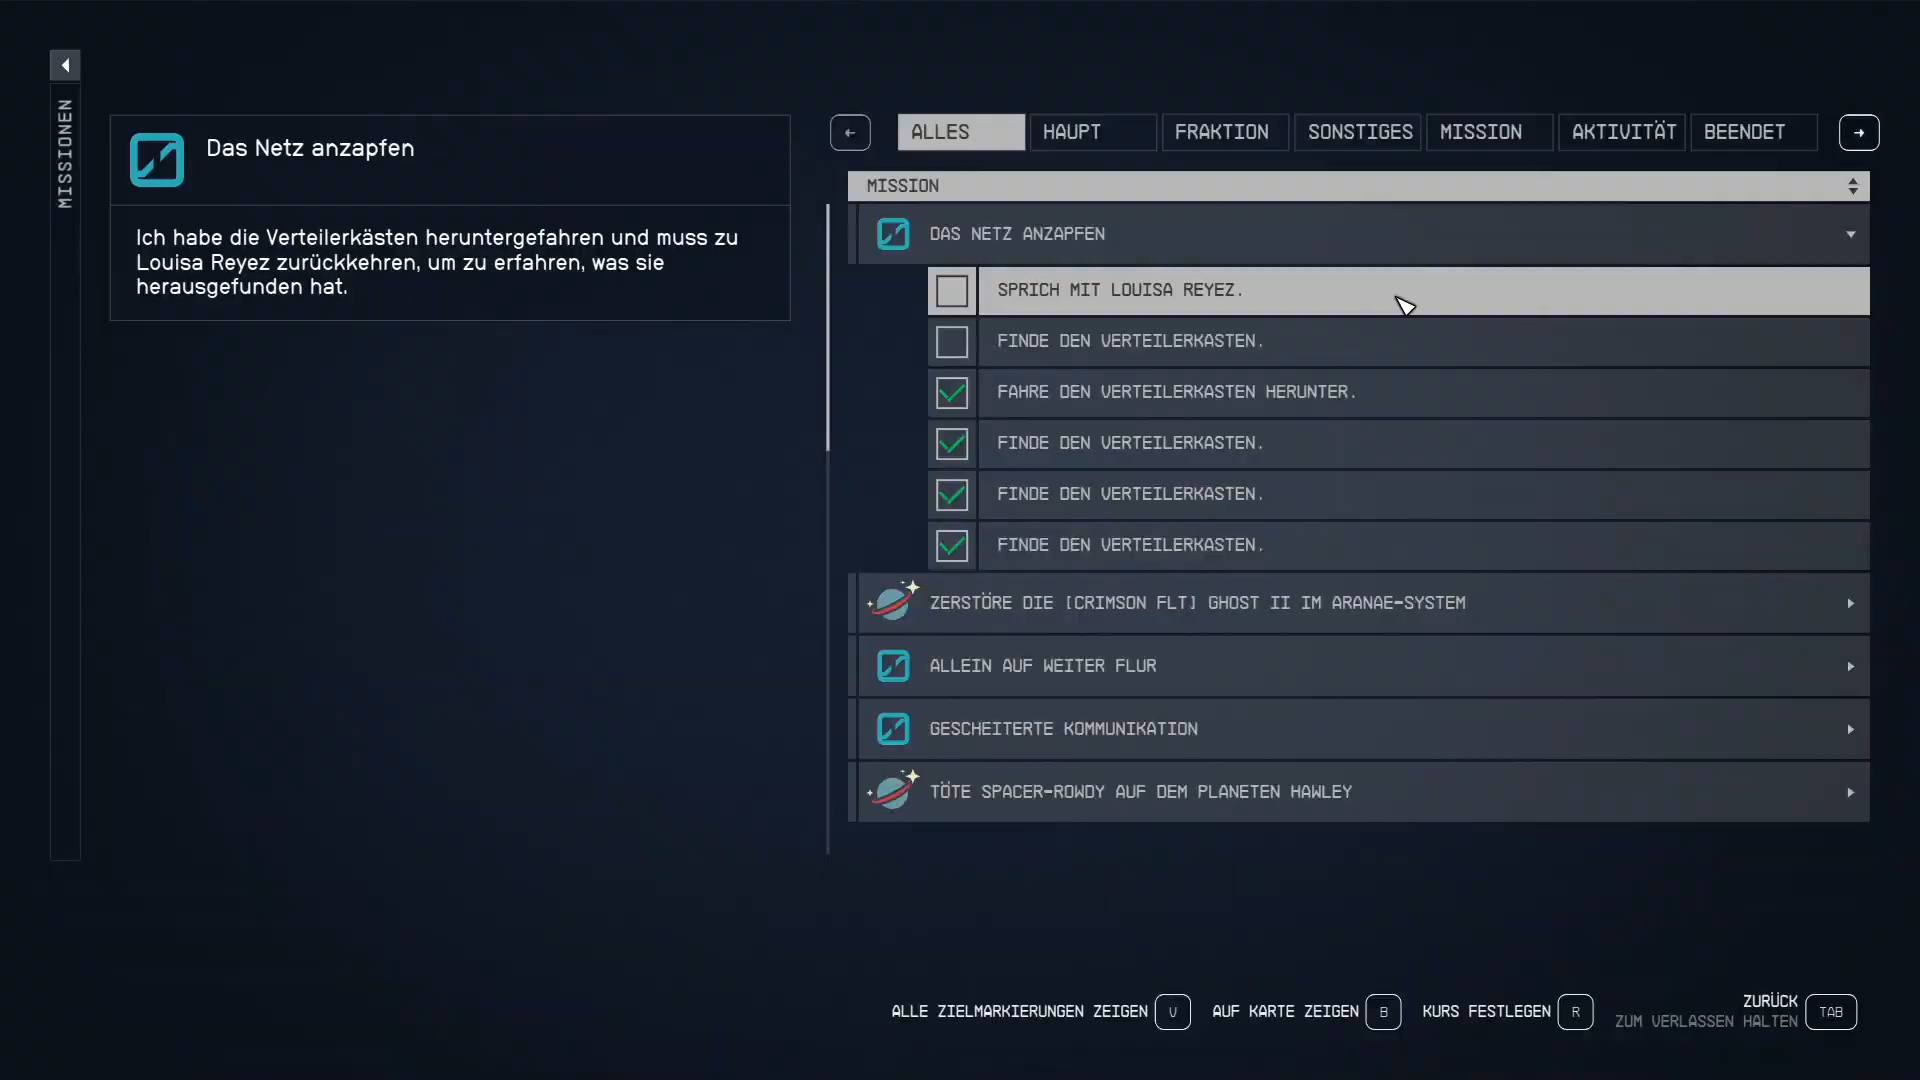 MISSIONEN
Das Netz anzapfen
Ich habe die Verteilerkästen heruntergefahren und muss zu
Louisa Reyez zurückkehren, um zu erfahren, was sie
herausgefunden hat.
ALLES
HAUPT
FRAKTION
SONSTIGES
MISSION
AKTIVITÄT
BEENDET
MISSION
DAS NETZ ANZAPFEN
SPRICH MIT LOUISA REYEZ.
FINDE DEN VERTEILERKASTEN.
FAHRE DEN VERTEILERKASTEN HERUNTER.
FINDE DEN VERTEILERKASTEN.
FINDE DEN VERTEILERKASTEN.
FINDE DEN VERTEILERKASTEN.
ZERSTÖRE DIE [CRIMSON FLT] GHOST II IM ARANAE-SYSTEM
ALLEIN AUF WEITER FLUR
GESCHEITERTE KOMMUNIKATION
TÖTE SPACER-ROWDY AUF DEM PLANETEN HAWLEY
ALLE ZIELMARKIERUNGEN ZEIGEN V
AUF KARTE ZEIGEN B
KURS FESTLEGEN R
ZURÜCK
ZUM VERLASSEN HALTEN TAB